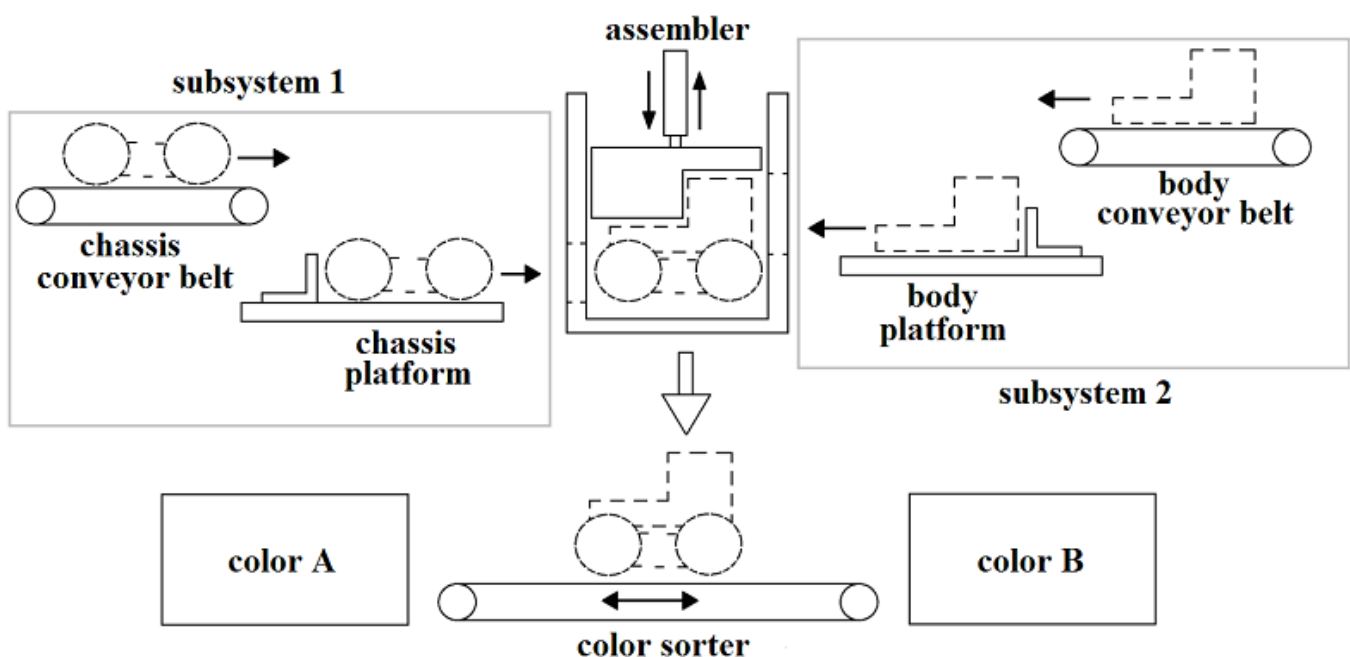 assembler
subsystem 1
body
conveyor belt
chassis
conveyor belt
body
platform
chassis
platform
subsystem 2
color A
color B
color sorter